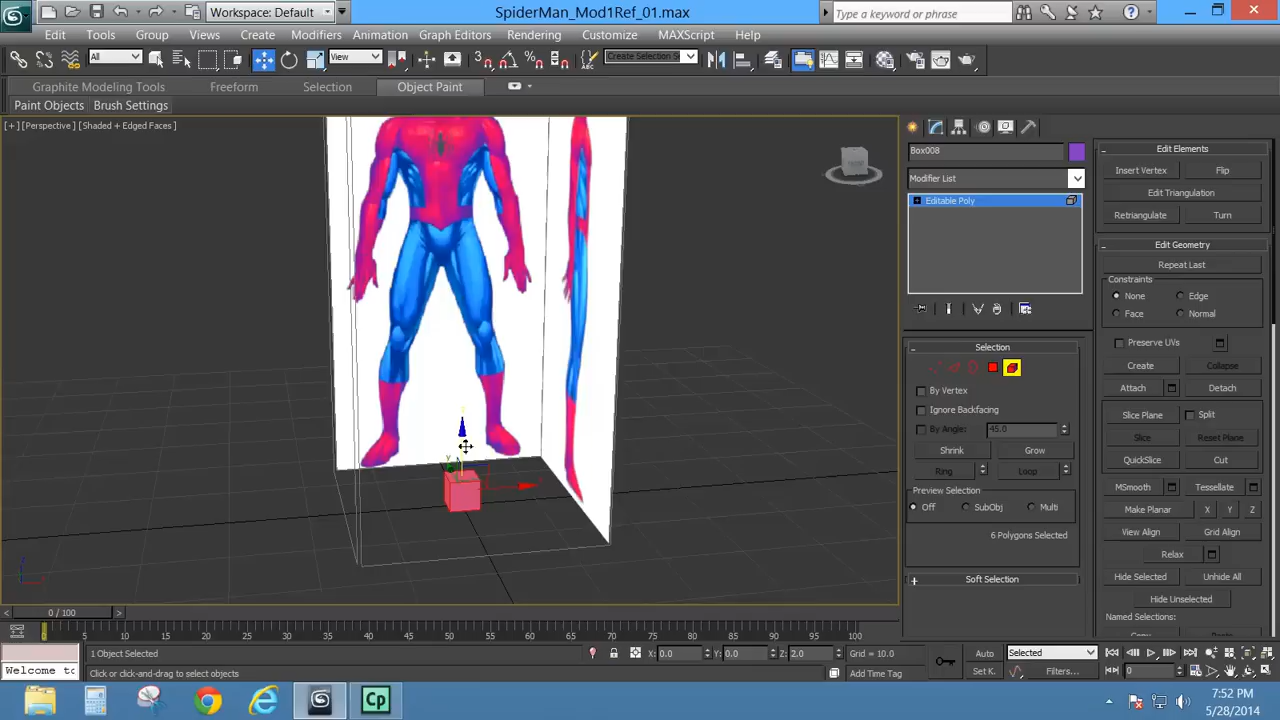 Workspace: Default
SpiderMan_Mod1Ref_01.max
Type a keyword or phrase
Edit Tools Group Views Create Modifiers Animation Graph Editors Rendering Customize MAXScript Help
All
View
Create Selection Se
Graphite Modeling Tools Freeform Selection Object Paint
Paint Objects Brush Settings
[+] [Perspective] [Shaded + Edged Faces]
Box008
Modifier List
Editable Poly
Selection
By Vertex
Ignore Backfacing
By Angle: 45.0
Shrink Grow
Ring Loop
Preview Selection
Off SubObj Multi
6 Polygons Selected
Soft Selection
Edit Elements
Insert Vertex Flip
Edit Triangulation
Retriangulate Turn
Edit Geometry
Repeat Last
Constraints
None Edge
Face Normal
Preserve UVs
Create Collapse
Attach Detach
Slice Plane Split
Slice Reset Plane
QuickSlice Cut
MSmooth Tessellate
Make Planar X Y Z
View Align Grid Align
Relax
Hide Selected Unhide All
Hide Unselected
Named Selections:
0 / 100
0 5 10 15 20 25 30 35 40 45 50 55 60 65 70 75 80 85 90 95 100
1 Object Selected
X: 0.0 Y: 0.0 Z: 2.0 Grid = 10.0
Auto Selected
Welcome to
Click or click-and-drag to select objects
Add Time Tag
Set K. Filters...
0
Cp
7:52 PM
5/28/2014